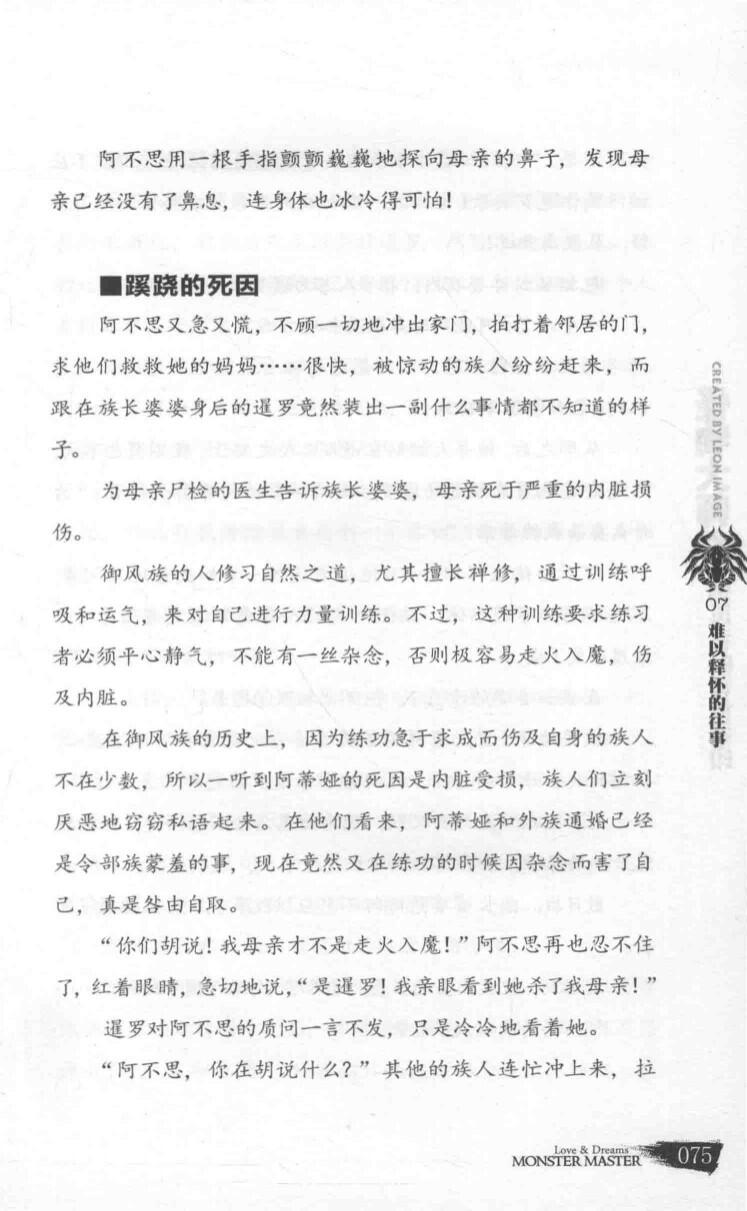 阿不思用一根手指颤颤巍巍地探向母亲的鼻子，发现母
亲已经没有了鼻息，连身体也冰冷得可怕！
■蹊跷的死因
阿不思又急又慌，不顾一切地冲出家门，拍打着邻居的门，
求他们救救她的妈妈……很快，被惊动的族人纷纷赶来，而
跟在族长婆婆身后的暹罗竟然装出一副什么事情都不知道的样
子。
为母亲尸检的医生告诉族长婆婆，母亲死于严重的内脏损
伤。
御风族的人修习自然之道，尤其擅长禅修，通过训练呼
吸和运气，来对自己进行力量训练。不过，这种训练要求练习
者必须平心静气，不能有一丝杂念，否则极容易走火入魔，伤
及内脏。
在御风族的历史上，因为练功急于求成而伤及自身的族人
不在少数，所以一听到阿蒂娅的死因是内脏受损，族人们立刻
厌恶地窃窃私语起来。在他们看来，阿蒂娅和外族通婚已经
是令部族蒙羞的事，现在竟然又在练功的时候因杂念而害了自
己，真是咎由自取。
“你们胡说！我母亲才不是走火入魔！”阿不思再也忍不住
了，红着眼睛，急切地说，“是暹罗！我亲眼看到她杀了我母亲！”
暹罗对阿不思的质问一言不发，只是冷冷地看着她。
“阿不思，你在胡说什么？”其他的族人连忙冲上来，拉
CREATED BY LEON IMAGE
07
难以释怀的往事
Love & Dreams
MONSTER MASTER
075